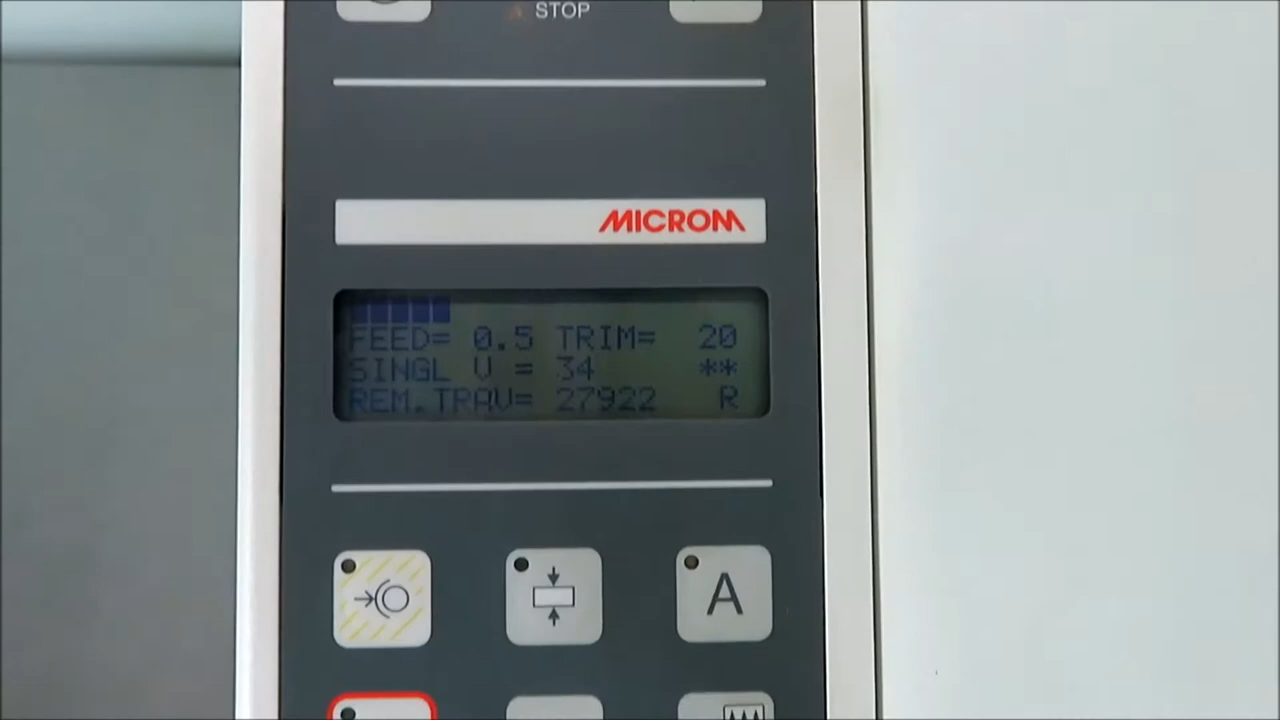 STOP
MICROM
FEED= 0.5 TRIM= 20
SINGL V = 34 **
REM.TRAV= 27922 R
A